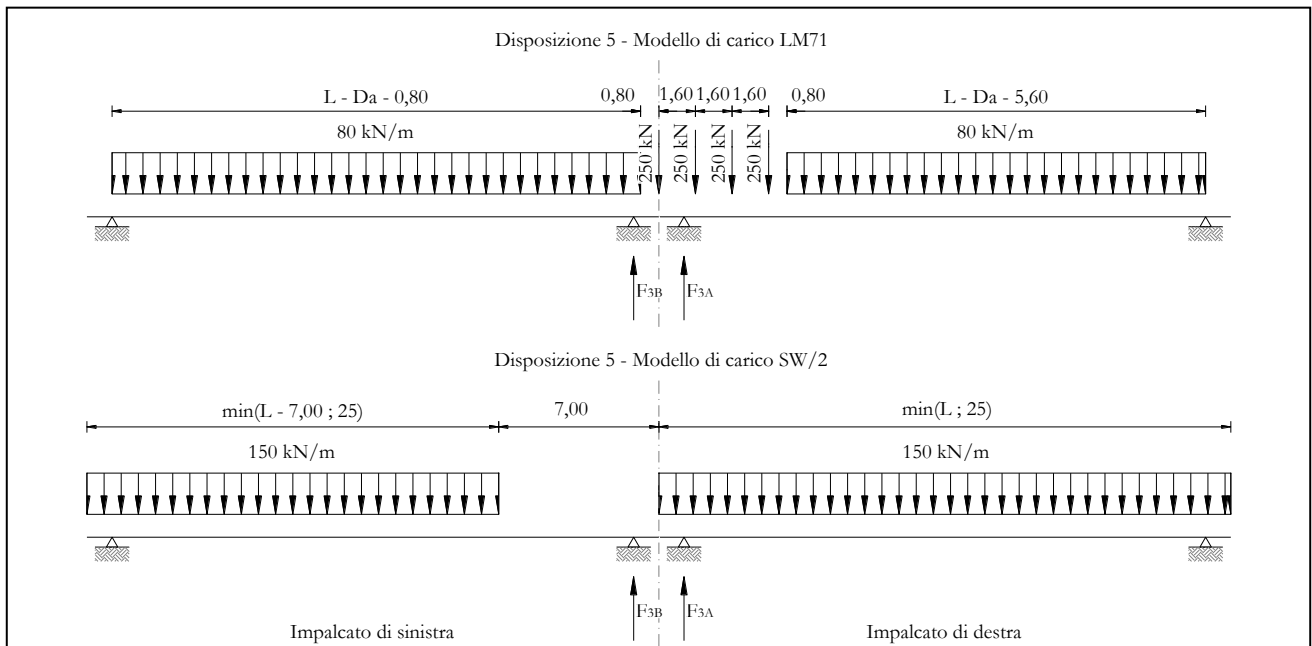 Disposizione 5 - Modello di carico LM71
L - Da - 0,80
0,80
1,60
1,60
1,60
0,80
L - Da - 5,60
80 kN/m
250 kN
250 kN
250 kN
250 kN
80 kN/m
F3B
F3A
Disposizione 5 - Modello di carico SW/2
min(L - 7,00 ; 25)
7,00
min(L ; 25)
150 kN/m
150 kN/m
F3B
F3A
Impalcato di sinistra
Impalcato di destra